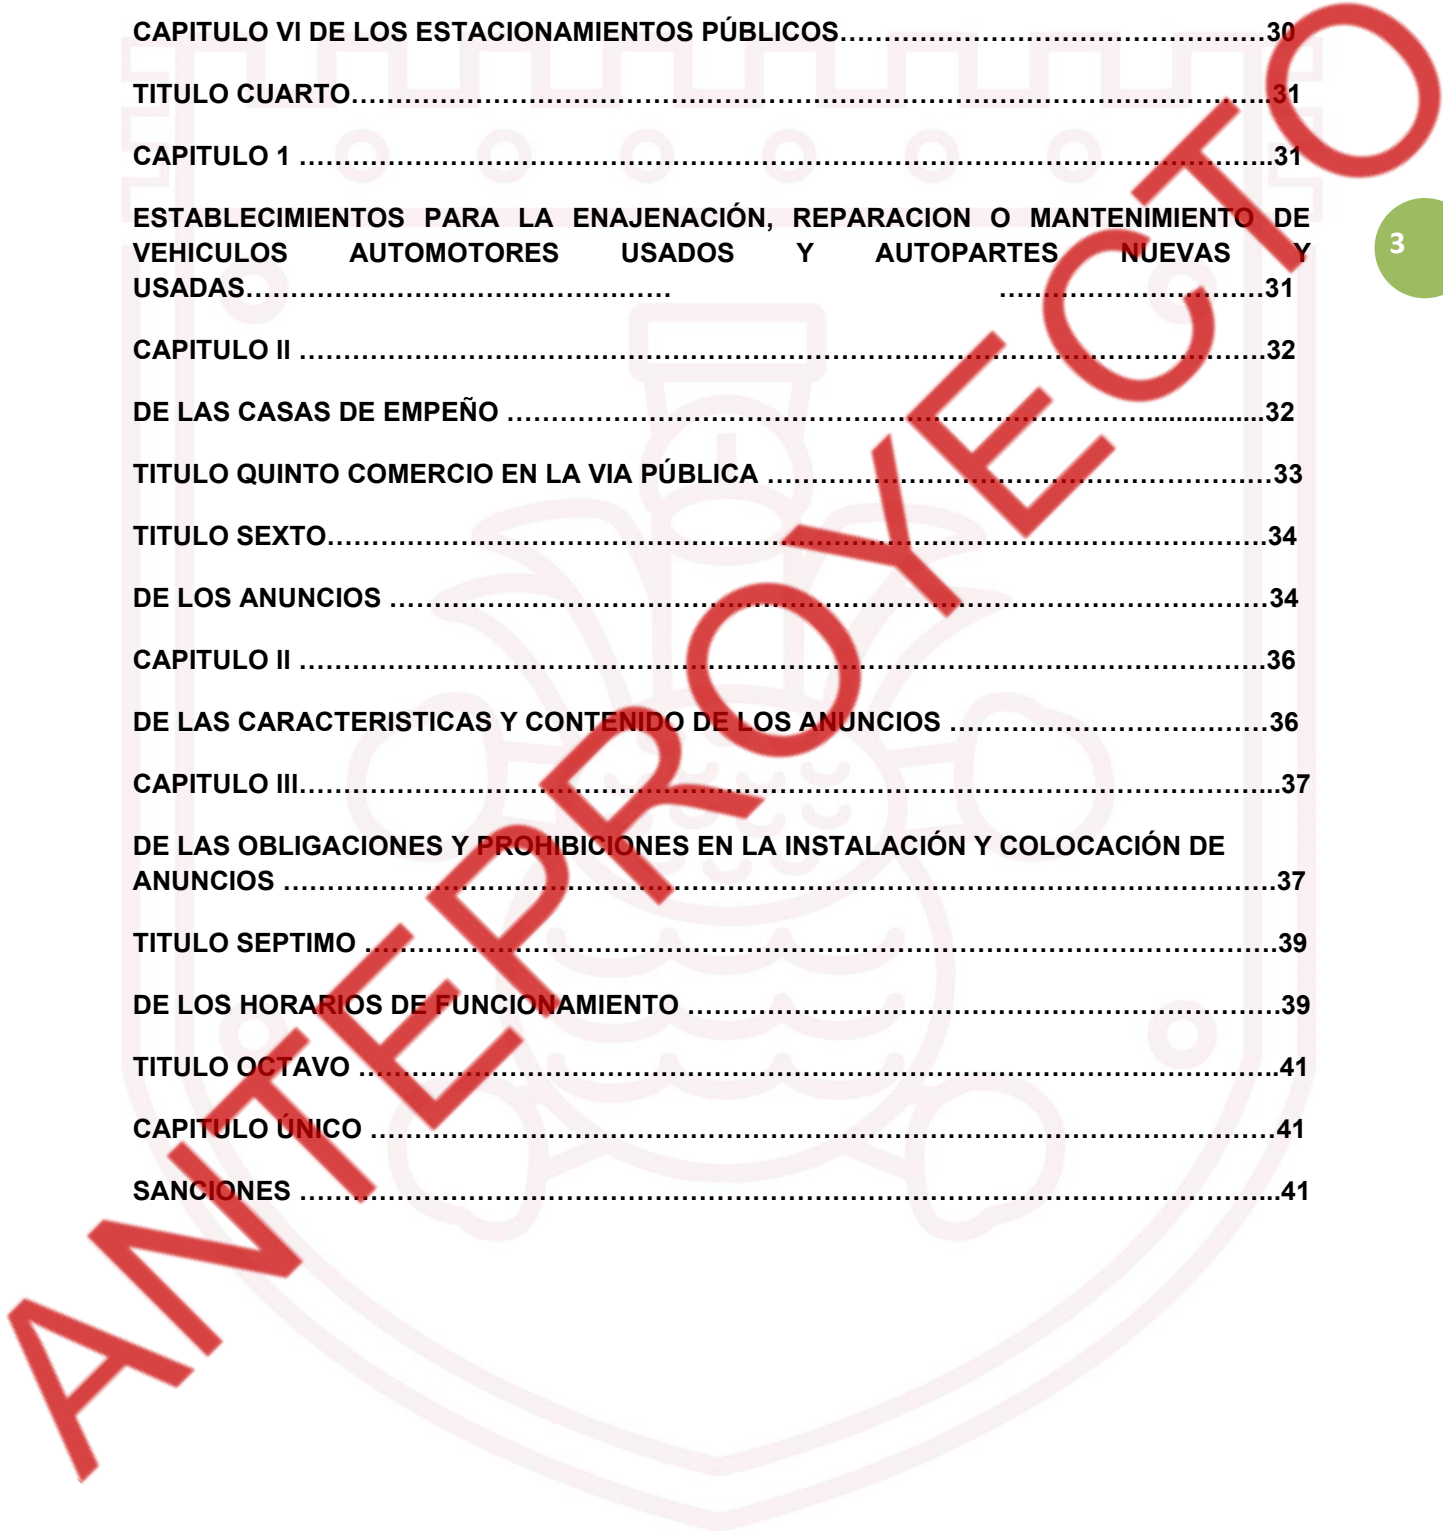 CAPITULO VI DE LOS ESTACIONAMIENTOS PÚBLICOS……………………………………………30
TITULO CUARTO……………………………………………………………………………………..31
CAPITULO 1 ………………………………………………………………………………………….31
ESTABLECIMIENTOS PARA LA ENAJENACIÓN, REPARACION O MANTENIMIENTO DE
VEHICULOS AUTOMOTORES USADOS Y AUTOPARTES NUEVAS Y
USADAS……………………………………… ………………………31
CAPITULO II …………………………………………………………………………………………32
DE LAS CASAS DE EMPEÑO …………………………………………………………..................32
TITULO QUINTO COMERCIO EN LA VIA PÚBLICA ………………………………………………33
TITULO SEXTO………………………………………………………………………………………34
DE LOS ANUNCIOS …………………………………………………………………………………34
CAPITULO II …………………………………………………………………………………………36
DE LAS CARACTERISTICAS Y CONTENIDO DE LOS ANUNCIOS ……………………………36
CAPITULO III…………………………………………………………………………………………...37
DE LAS OBLIGACIONES Y PROHIBICIONES EN LA INSTALACIÓN Y COLOCACIÓN DE
ANUNCIOS ……………………………………………………………………………………………37
TITULO SEPTIMO ……………………………………………………………………………………39
DE LOS HORARIOS DE FUNCIONAMIENTO ………………………………………………………39
TITULO OCTAVO …………………………………………………………………………………….41
CAPITULO ÚNICO ……………………………………………………………………………………41
SANCIONES …………………………………………………………………………………………...41
3
ANTEPROYECTO